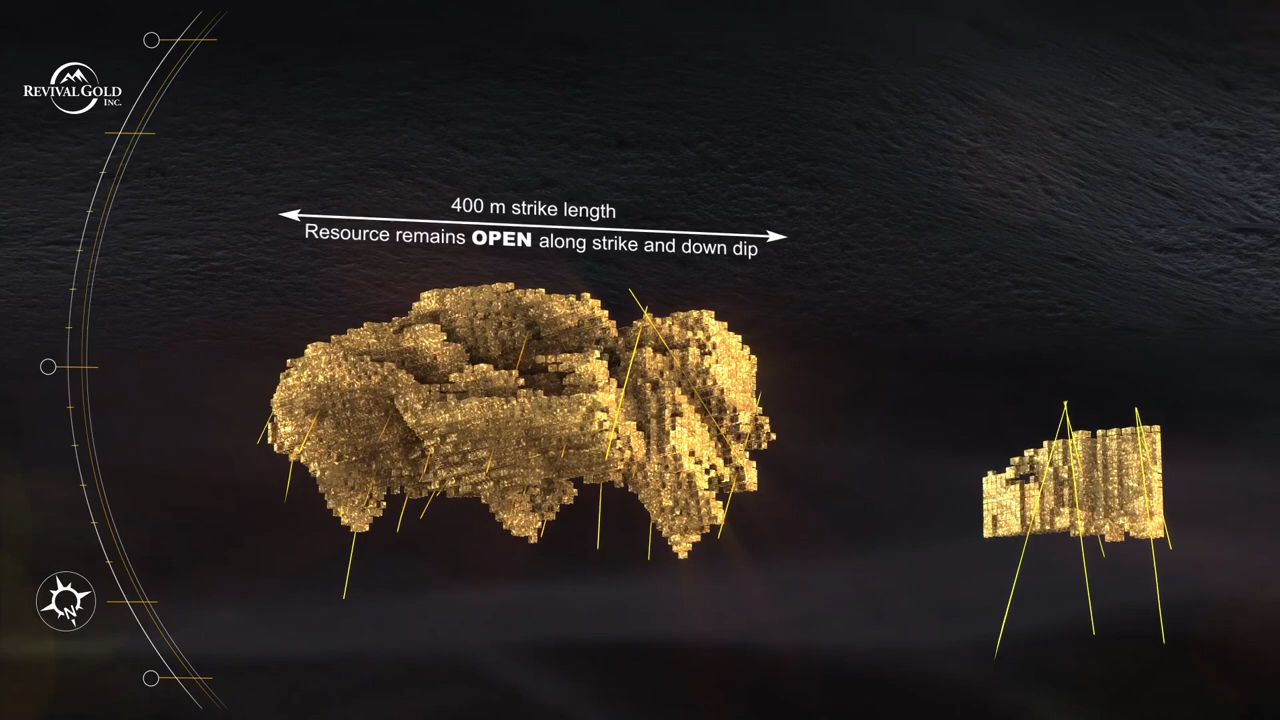 REVIVAL GOLD
INC.
400 m strike length
Resource remains OPEN along strike and down dip
N